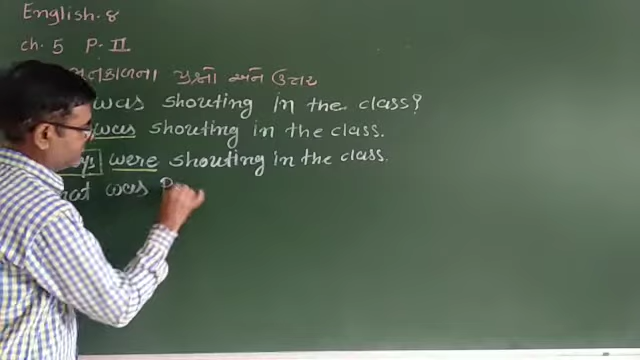 English. 8
ch. 5 P. II
ભૂતકાળના પ્રશ્નો અને ઉત્તર
was shouting in the class?
was shouting in the class.
were shouting in the class.
was